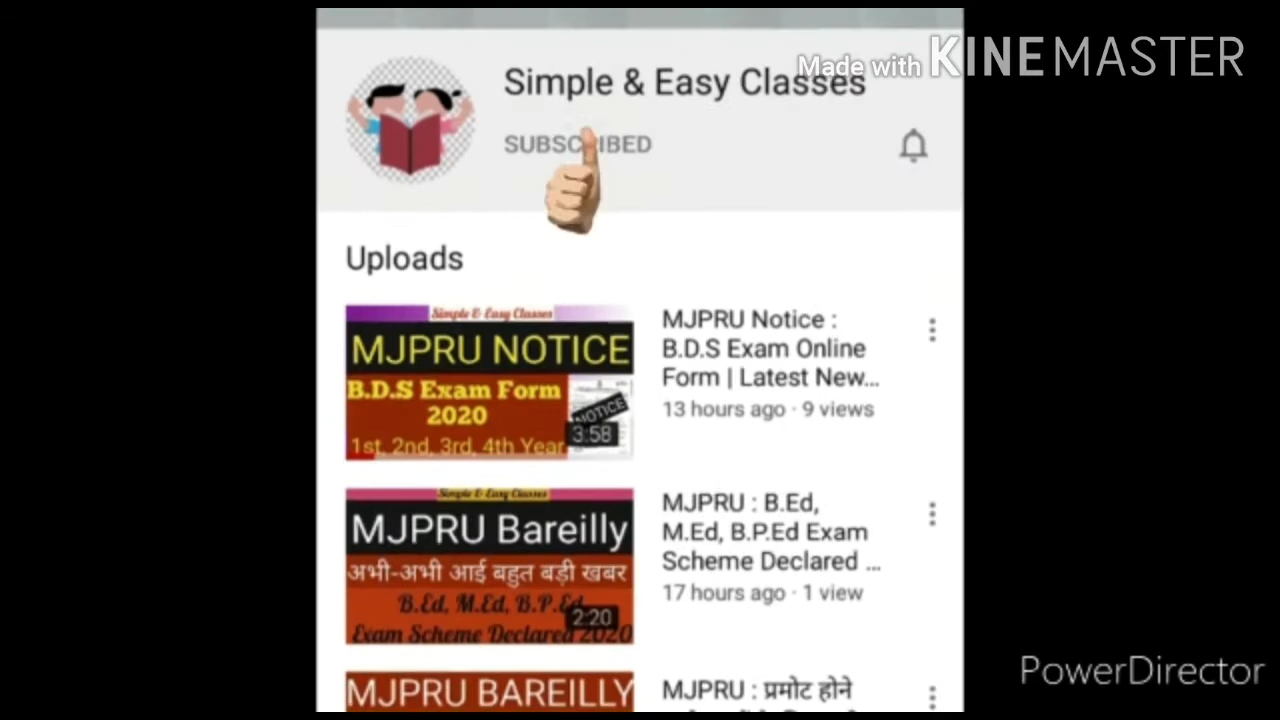 Made with KINEMASTER
Simple & Easy Classes
SUBSCRIBED
Uploads
Simple & Easy Classes
MJPRU NOTICE
B.D.S Exam Form
2020
NOTICE
3:58
1st, 2nd, 3rd, 4th Year
MJPRU Notice :
B.D.S Exam Online
Form | Latest New...
13 hours ago · 9 views
Simple & Easy Classes
MJPRU Bareilly
अभी-अभी आई बहुत बड़ी खबर
B.Ed, M.Ed, B.P.Ed
2:20
Exam Scheme Declared 2020
MJPRU : B.Ed,
M.Ed, B.P.Ed Exam
Scheme Declared ...
17 hours ago · 1 view
MJPRU BAREILLY
MJPRU : प्रमोट होने
PowerDirector